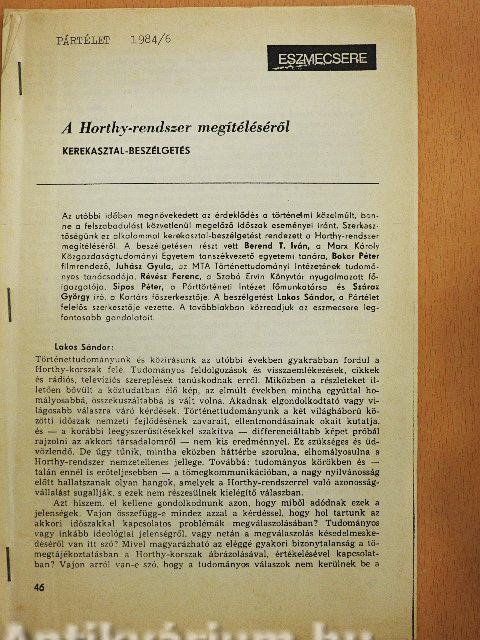 PÁRTÉLET 1984/6
ESZMECSERE
A Horthy-rendszer megítéléséről
KEREKASZTAL-BESZÉLGETÉS
Az utóbbi időben megnövekedett az érdeklődés a történelmi közelmúlt, ban-
ne a felszabadulást közvetlenül megelőző időszak eseményei iránt. Szerkesz-
tőségünk ez alkalommal kerekasztal-beszélgetést rendezett a Horthy-rendszer
megítéléséről. A beszélgetésen részt vett Berend T. Iván, a Marx Károly
Közgazdaságtudományi Egyetem tanszékvezető egyetemi tanára, Bokor Péter
filmrendező, Juhász Gyula, az MTA Történettudományi Intézetének tudomá-
nyos tanácsadója, Révész Ferenc, a Szabó Ervin Könyvtár nyugalmazott fő-
igazgatója, Sipos Péter, a Párttörténeti Intézet főmunkatársa és Száraz
György író, a Kortárs főszerkesztője. A beszélgetést Lakos Sándor, a Pártélet
felelős szerkesztője vezette. A továbbiakban közreadjuk az eszmecsere leg-
fontosabb gondolatait.
Lakos Sándor:
Történettudományunk és közírásunk az utóbbi években gyakrabban fordul a
Horthy-korszak felé. Tudományos feldolgozások és visszaemlékezések, cikkek
és rádiós, televíziós szereplések tanúskodnak erről. Miközben a részleteket il-
letően bővült a köztudatban élő kép, az elmúlt években mintha egyúttal ho-
mályosabbá, összekuszáltabbá is vált volna. Akadnak elgondolkodtató vagy vi-
lágosabb válaszra váró kérdések. Történettudományunk a két világháború kö-
zötti időszak nemzeti fejlődésének zavarait, ellentmondásainak okait kutatja,
és — a korábbi leegyszerűsítésekkel szakítva — differenciáltabb képet próbál
rajzolni az akkori társadalomról — nem kis eredménnyel. Ez szükséges és üd-
vözlendő. De úgy tűnik, mintha eközben háttérbe szorulna, elhomályosulna a
Horthy-rendszer nemzetellenes jellege. Továbbá: tudományos körökben és —
talán ennél is erőteljesebben — a tömegkommunikációban, a nagy nyilvánosság
előtt hallatszanak olyan hangok, amelyek a Horthy-rendszerrel való azonosság-
vállalást sugallják, s ezek nem részesülnek kielégítő válaszban.
Azt hiszem, el kellene gondolkodnunk azon, hogy miből adódnak ezek a
jelenségek. Vajon összefügg-e mindez azzal a kérdéssel, hogy hol tartunk az
akkori időszakkal kapcsolatos problémák megválaszolásában? Tudományos
vagy inkább ideológiai jelenségről, vagy netán a megválaszolás késedelmeske-
déséről van itt szó? Mivel magyarázható az eléggé gyakori bizonytalanság a tö-
megtájékoztatásban a Horthy-korszak ábrázolásával, értékelésével kapcsolat-
ban? Vajon arról van-e szó, hogy a tudományos válaszok nem kerülnek be a
46
Antikvárium.hu